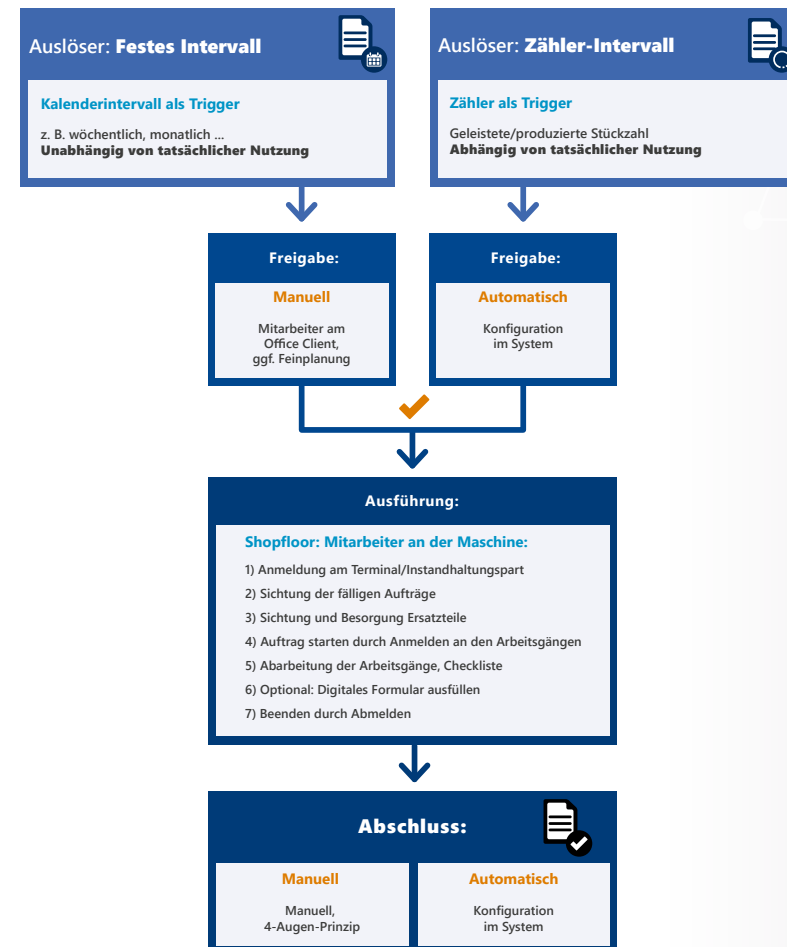 Auslöser: Festes Intervall
Kalenderintervall als Trigger
z. B. wöchentlich, monatlich ...
Unabhängig von tatsächlicher Nutzung
Auslöser: Zähler-Intervall
Zähler als Trigger
Geleistete/produzierte Stückzahl
Abhängig von tatsächlicher Nutzung
Freigabe:
Manuell
Mitarbeiter am
Office Client,
ggf. Feinplanung
Freigabe:
Automatisch
Konfiguration
im System
Ausführung:
Shopfloor: Mitarbeiter an der Maschine:
1) Anmeldung am Terminal/Instandhaltungspart
2) Sichtung der fälligen Aufträge
3) Sichtung und Besorgung Ersatzteile
4) Auftrag starten durch Anmelden an den Arbeitsgängen
5) Abarbeitung der Arbeitsgänge, Checkliste
6) Optional: Digitales Formular ausfüllen
7) Beenden durch Abmelden
Abschluss:
Manuell
Manuell,
4-Augen-Prinzip
Automatisch
Konfiguration
im System